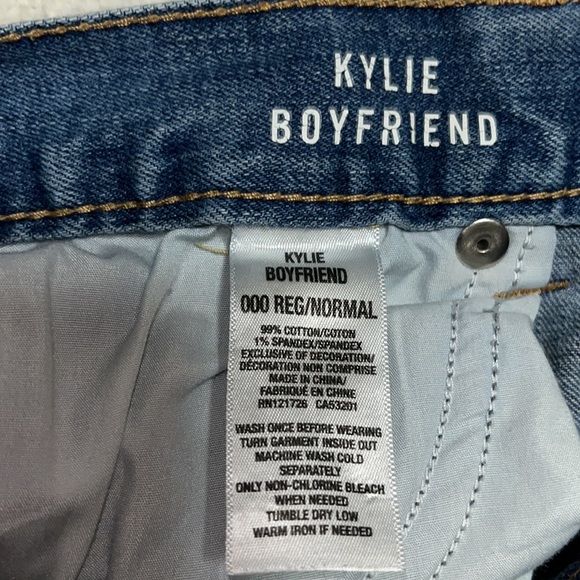 KYLIE
BOYFRIEND
KYLIE
BOYFRIEND
000 REG/NORMAL
99% COTTON/COTON
1% SPANDEX/SPANDEX
EXCLUSIVE OF DECORATION/
DÉCORATION NON COMPRISE
MADE IN CHINA/
FABRIQUÉ EN CHINE
RN121726 CA53201
WASH ONCE BEFORE WEARING
TURN GARMENT INSIDE OUT
MACHINE WASH COLD
SEPARATELY
ONLY NON-CHLORINE BLEACH
WHEN NEEDED
TUMBLE DRY LOW
WARM IRON IF NEEDED